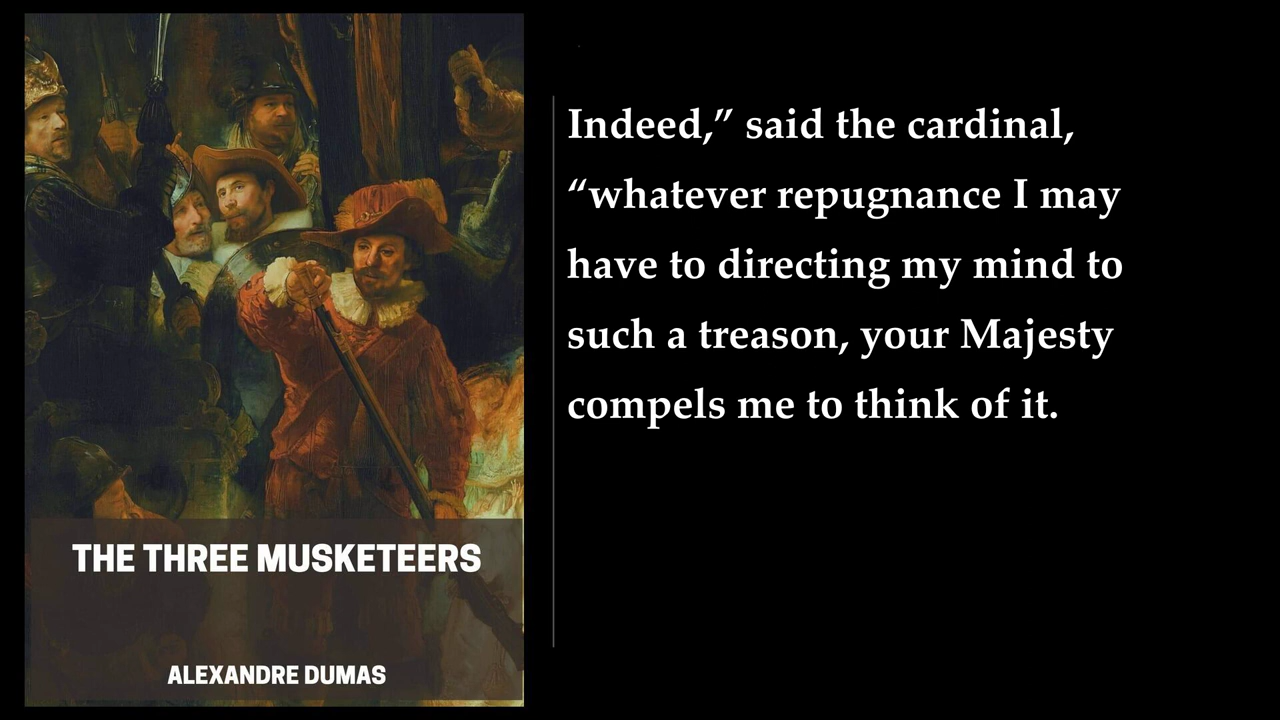 Indeed,” said the cardinal,
“whatever repugnance I may
have to directing my mind to
such a treason, your Majesty
compels me to think of it.
THE THREE MUSKETEERS
ALEXANDRE DUMAS